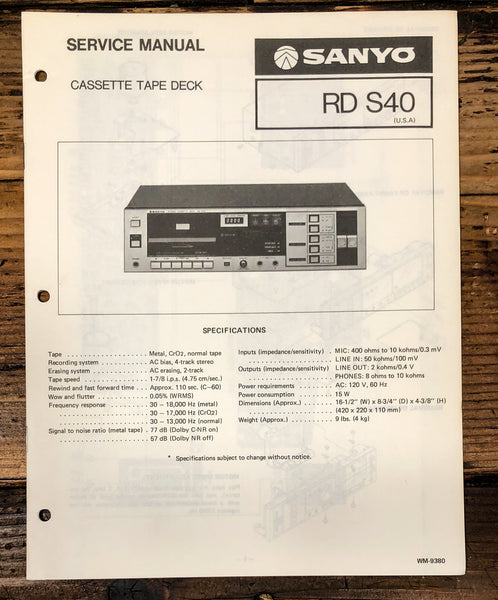 SERVICE MANUAL
SANYO
CASSETTE TAPE DECK
RD S40
(U.S.A)
SANYO
SPECIFICATIONS
Tape . . . . . . . . . . . . . . . . Metal, CrO2, normal tape
Recording system . . . . . . . AC bias, 4-track stereo
Erasing system . . . . . . . . . AC erasing, 2-track
Tape speed . . . . . . . . . . . 1-7/8 i.p.s. (4.75 cm/sec.)
Rewind and fast forward time . Approx. 110 sec. (C-60)
Wow and flutter . . . . . . . . 0.05% (WRMS)
Frequency response . . . . . . 30 – 18,000 Hz (metal)
30 – 17,000 Hz (CrO2)
30 – 13,000 Hz (normal)
Signal to noise ratio (metal tape) . 77 dB (Dolby C-NR on)
57 dB (Dolby NR off)
Inputs (impedance/sensitivity) . MIC: 400 ohms to 10 kohms/0.3 mV
LINE IN: 50 kohms/100 mV
Outputs (impedance/sensitivity) . LINE OUT: 2 kohms/0.4 V
PHONES: 8 ohms to 10 kohms
Power requirements . . . . . . AC: 120 V, 60 Hz
Power consumption . . . . . . 15 W
Dimensions (Approx.) . . . . . 16-1/2" (W) x 8-3/4" (D) x 4-3/8" (H)
(420 x 220 x 110 mm)
Weight (Approx.) . . . . . . . . 9 lbs. (4 kg)
* Specifications subject to change without notice.
WM-9380